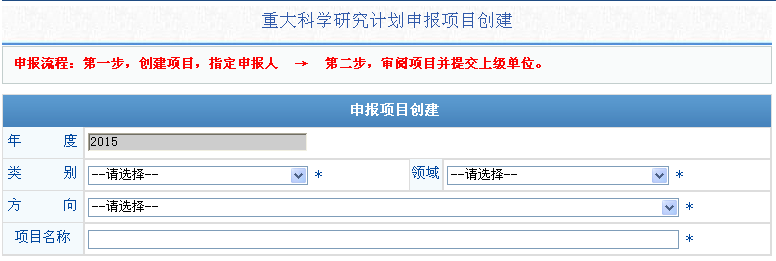 重大科学研究计划申报项目创建
申报流程：第一步，创建项目，指定申报人 → 第二步，审阅项目并提交上级单位。
申报项目创建
年 度 2015
类 别 --请选择-- * 领域 --请选择-- *
方 向 --请选择-- *
项目名称 *